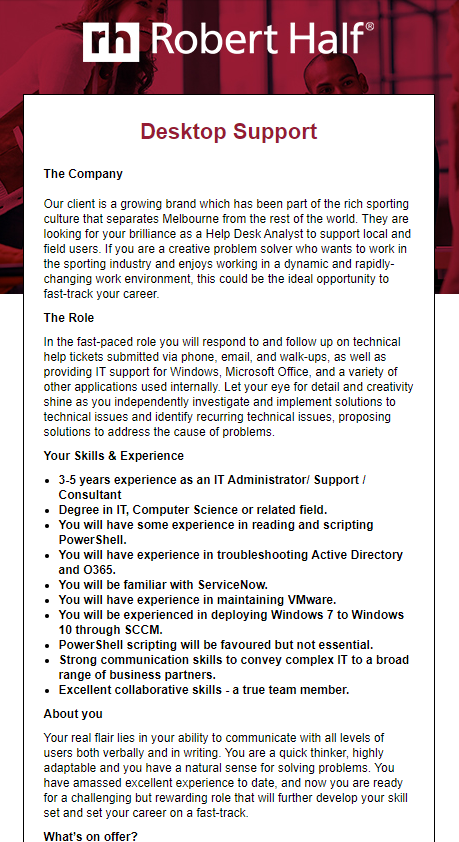 rh Robert Half®
Desktop Support
The Company
Our client is a growing brand which has been part of the rich sporting
culture that separates Melbourne from the rest of the world. They are
looking for your brilliance as a Help Desk Analyst to support local and
field users. If you are a creative problem solver who wants to work in
the sporting industry and enjoys working in a dynamic and rapidly-
changing work environment, this could be the ideal opportunity to
fast-track your career.
The Role
In the fast-paced role you will respond to and follow up on technical
help tickets submitted via phone, email, and walk-ups, as well as
providing IT support for Windows, Microsoft Office, and a variety of
other applications used internally. Let your eye for detail and creativity
shine as you independently investigate and implement solutions to
technical issues and identify recurring technical issues, proposing
solutions to address the cause of problems.
Your Skills & Experience
• 3-5 years experience as an IT Administrator/ Support /
Consultant
• Degree in IT, Computer Science or related field.
• You will have some experience in reading and scripting
PowerShell.
• You will have experience in troubleshooting Active Directory
and O365.
• You will be familiar with ServiceNow.
• You will have experience in maintaining VMware.
• You will be experienced in deploying Windows 7 to Windows
10 through SCCM.
• PowerShell scripting will be favoured but not essential.
• Strong communication skills to convey complex IT to a broad
range of business partners.
• Excellent collaborative skills - a true team member.
About you
Your real flair lies in your ability to communicate with all levels of
users both verbally and in writing. You are a quick thinker, highly
adaptable and you have a natural sense for solving problems. You
have amassed excellent experience to date, and now you are ready
for a challenging but rewarding role that will further develop your skill
set and set your career on a fast-track.
What's on offer?